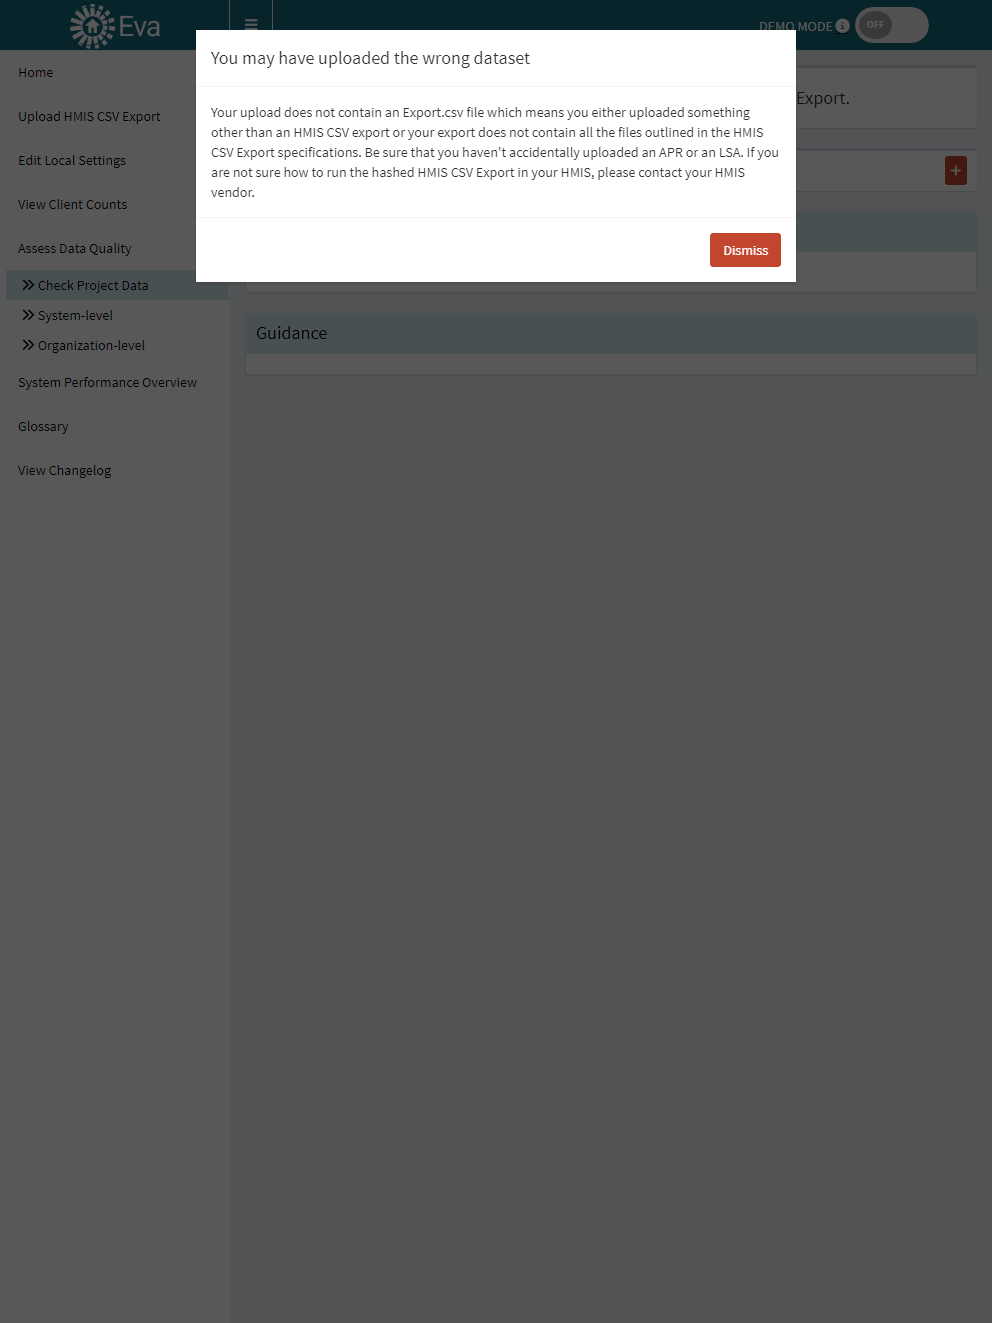 Eva
DEMO MODE
OFF
You may have uploaded the wrong dataset
Your upload does not contain an Export.csv file which means you either uploaded something
other than an HMIS CSV export or your export does not contain all the files outlined in the HMIS
CSV Export specifications. Be sure that you haven't accidentally uploaded an APR or an LSA. If you
are not sure how to run the hashed HMIS CSV Export in your HMIS, please contact your HMIS
vendor.
Dismiss
Home
Upload HMIS CSV Export
Edit Local Settings
View Client Counts
Assess Data Quality
Check Project Data
System-level
Organization-level
System Performance Overview
Glossary
View Changelog
Export.
Guidance